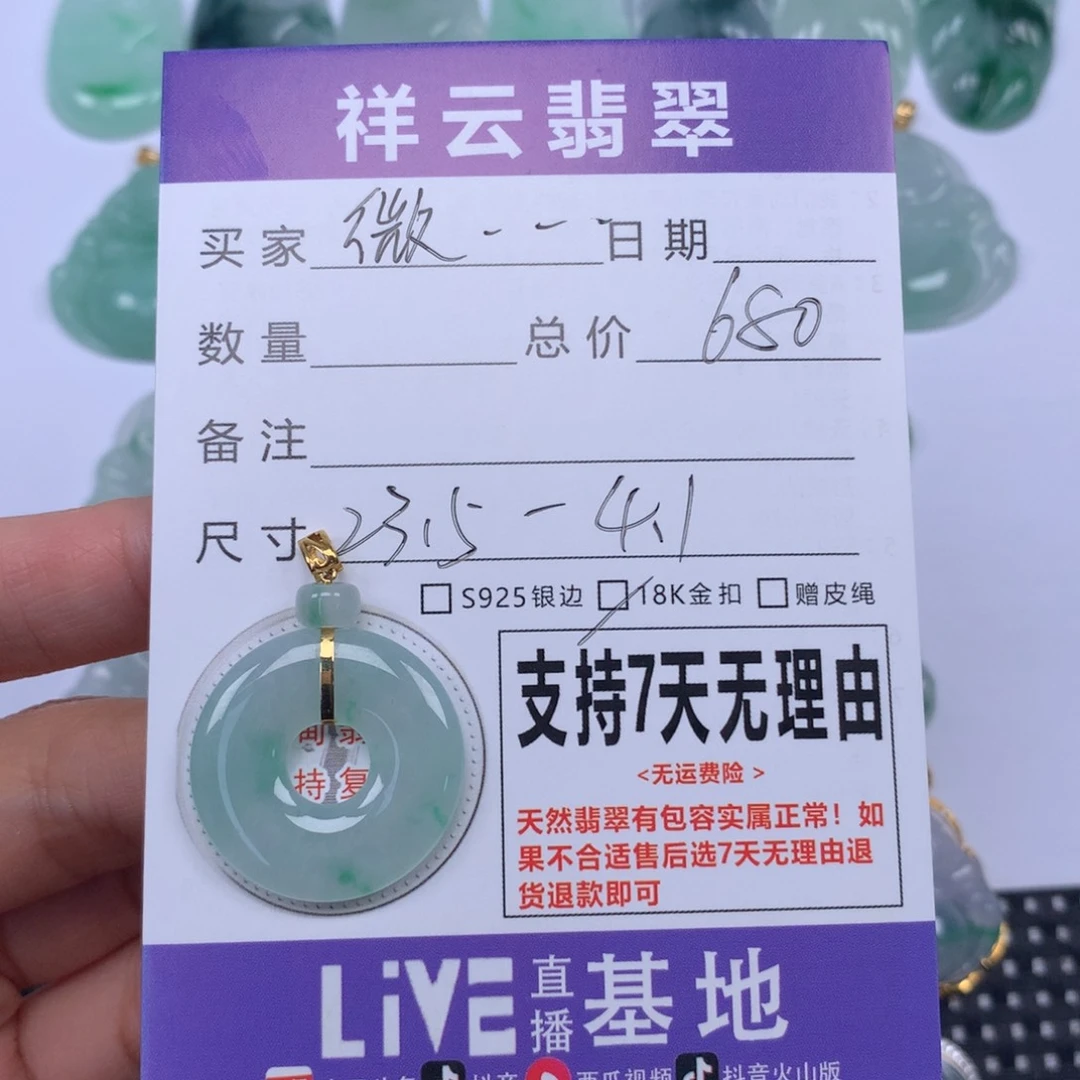 祥云翡翠
买家 微 - - - 日期
数量 总价 680
备注
尺寸 23.5 - 4.1
S925银边 18K金扣 赠皮绳
支持7天无理由
<无运费险>
天然翡翠有包容实属正常！如
果不合适售后选7天无理由退
货退款即可
持 复
LiVE 直播 基地
抖音 西瓜视频 抖音火山版